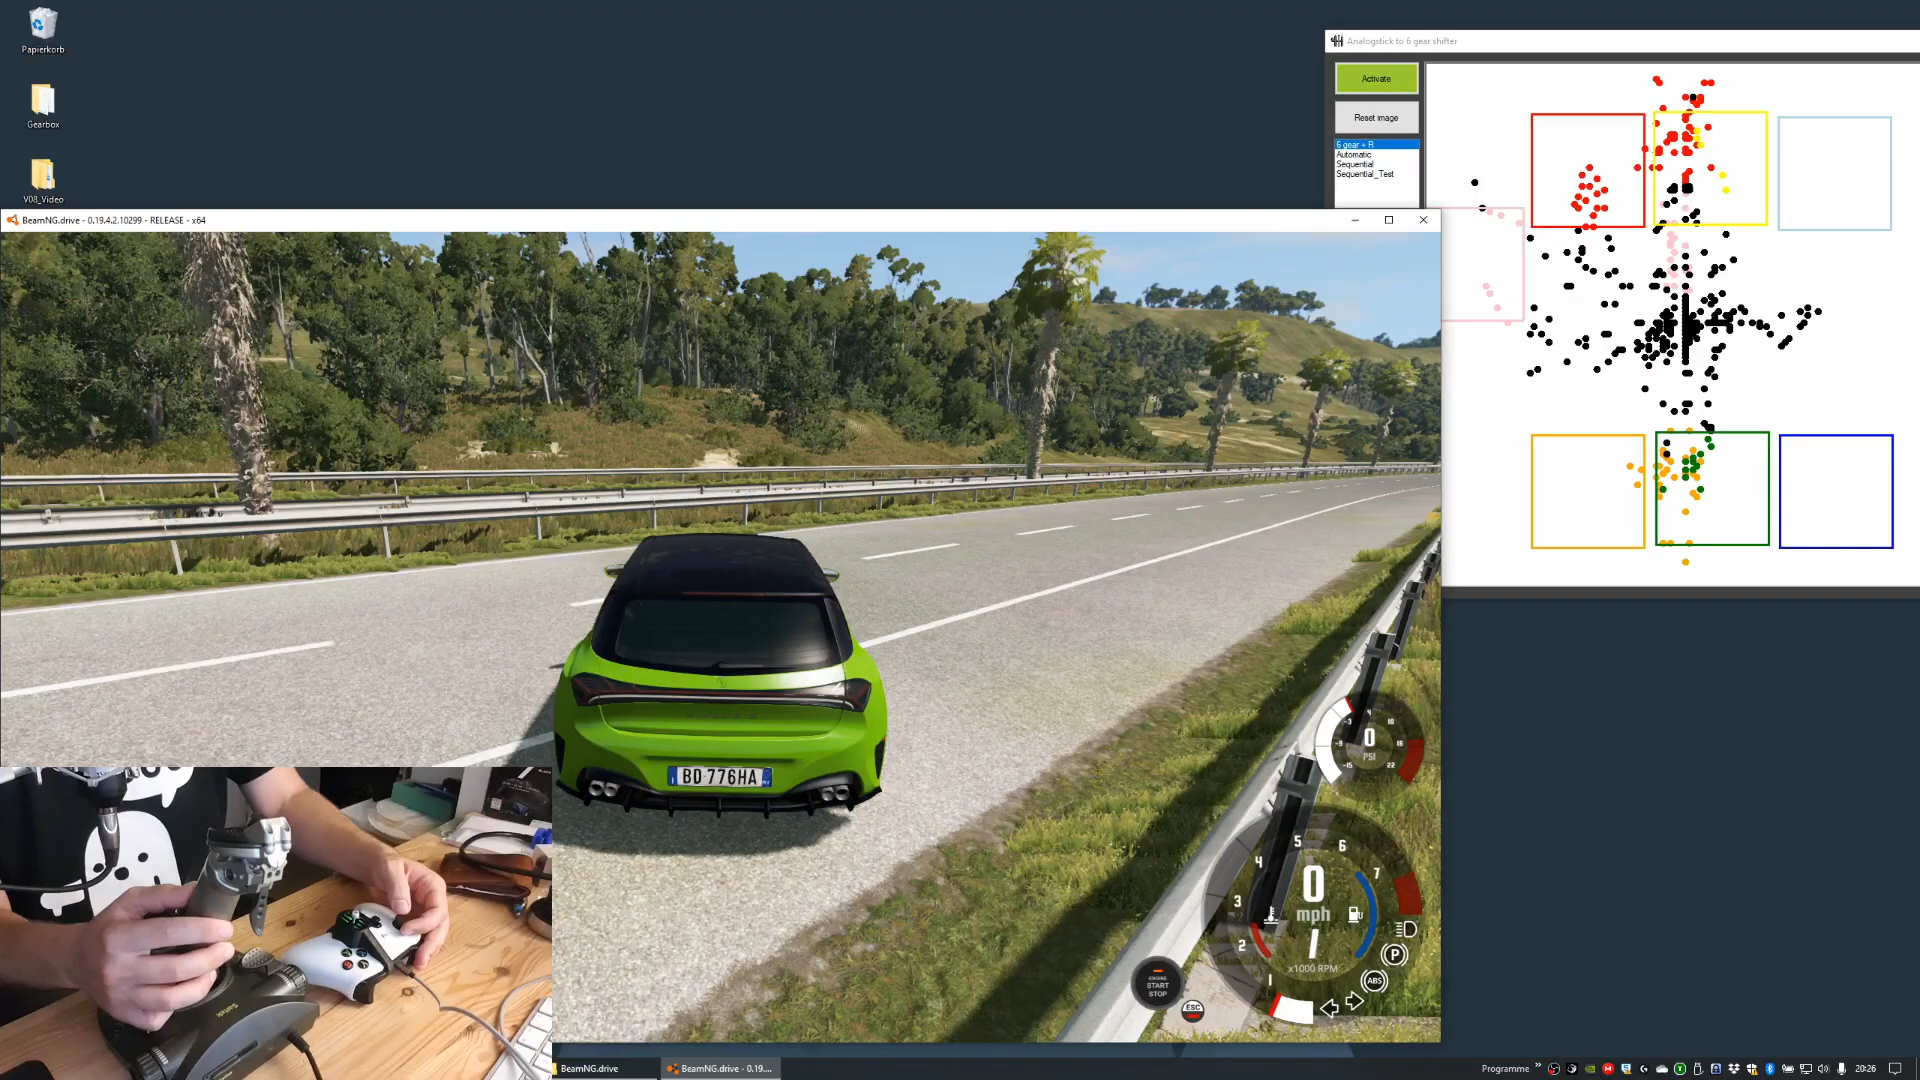 Papierkorb
Gearbox
V08_Video
Analogstick to 6 gear shifter
Activate
Reset image
6 gear + R
Automatic
Sequential
Sequential_Test
BeamNG.drive - 0.19.4.2.10299 - RELEASE - x64
BD 776HA
0
PSI
5
6
4
7
3
2
1
0
mph
1
x1000 RPM
P
ABS
ENGINE
START
STOP
ESC
Saitek
BeamNG.drive
BeamNG.drive - 0.19....
Programme
20:26